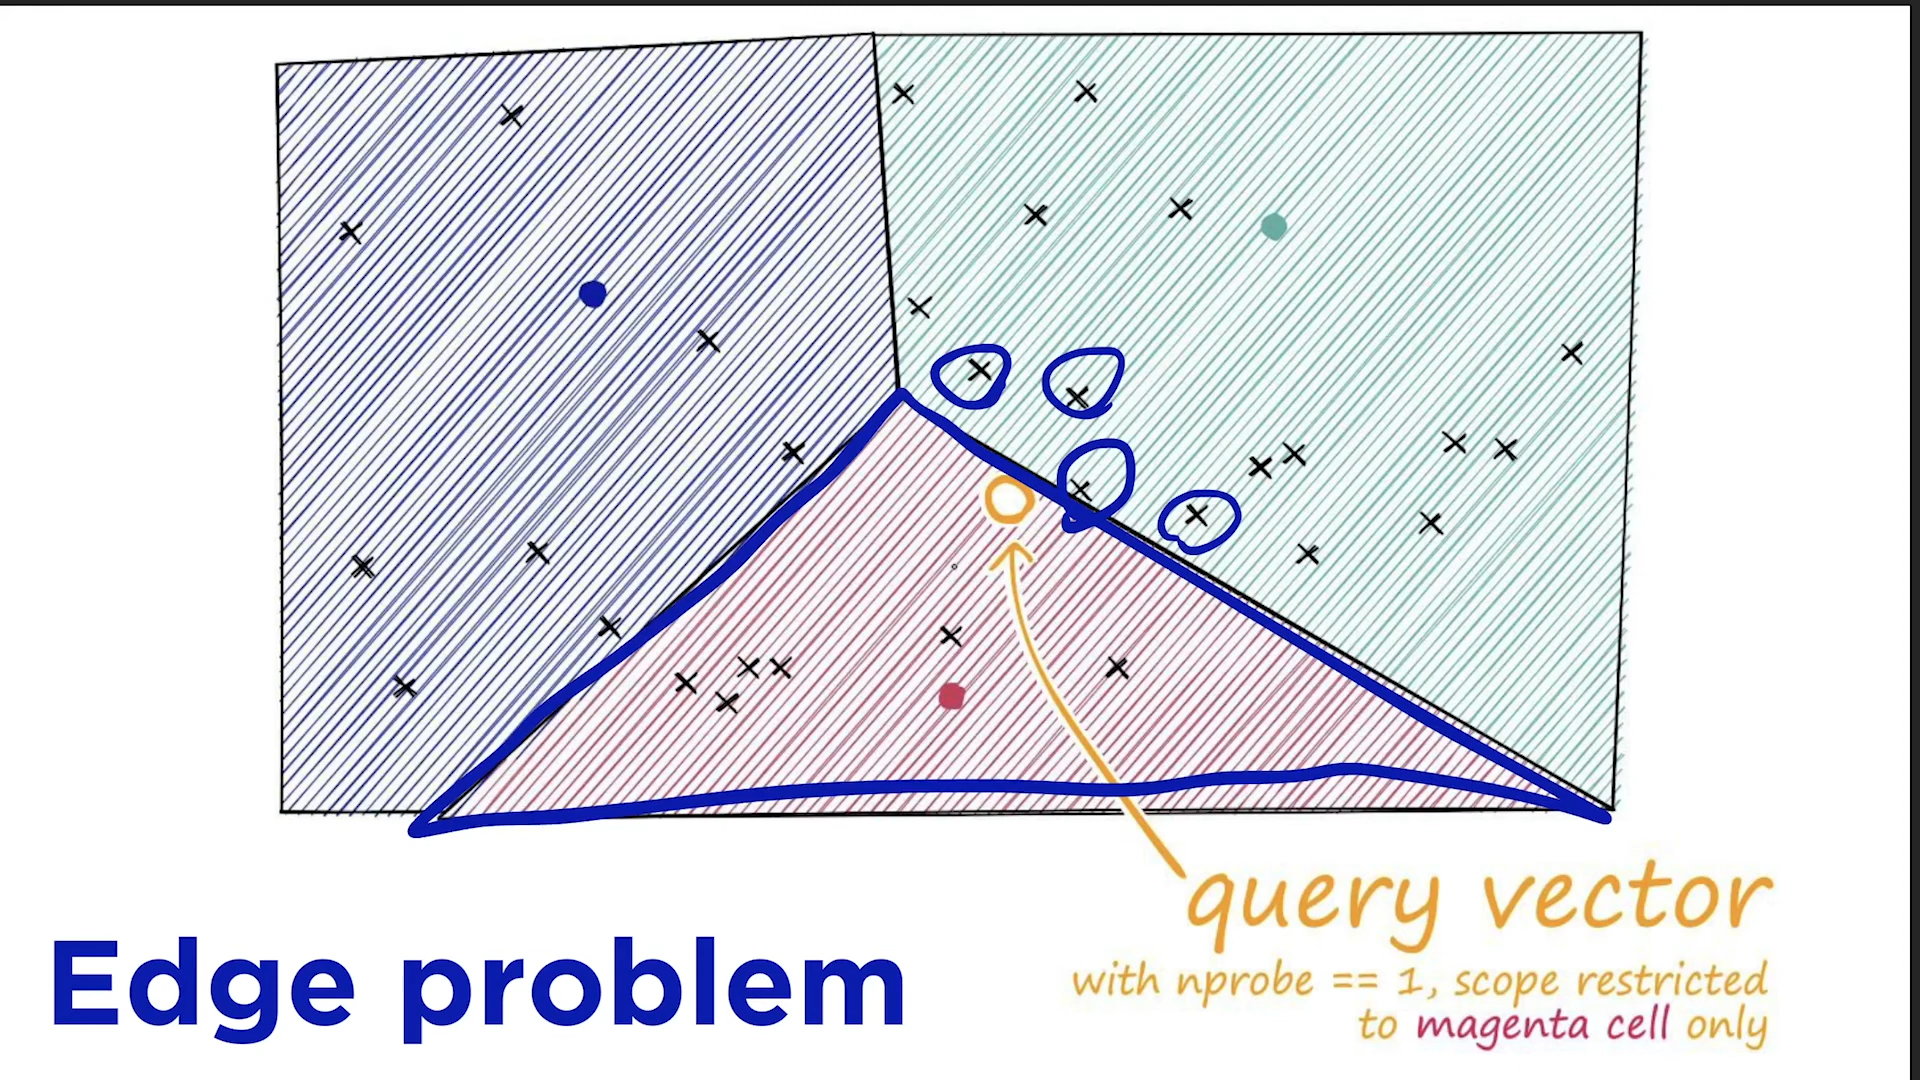 Edge problem
query vector
with nprobe == 1, scope restricted
to magenta cell only